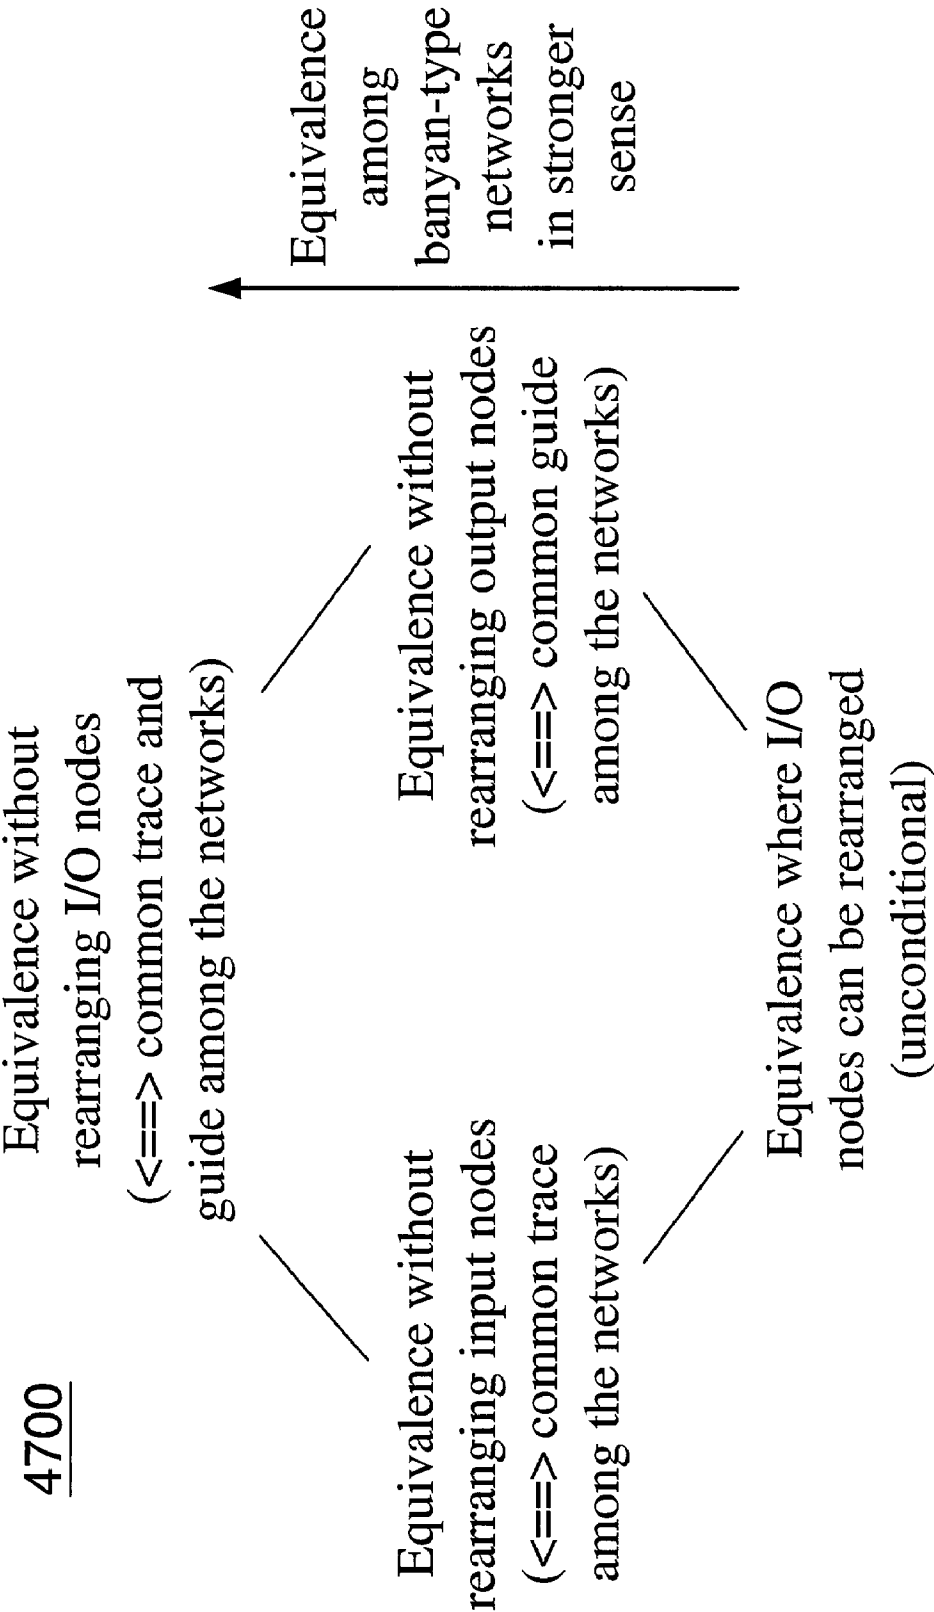 4700
Equivalence without
rearranging I/O nodes
(<==> common trace and
guide among the networks)
Equivalence without
rearranging input nodes
(<==> common trace
among the networks)
Equivalence without
rearranging output nodes
(<==> common guide
among the networks)
Equivalence where I/O
nodes can be rearranged
(unconditional)
Equivalence
among
banyan-type
networks
in stronger
sense